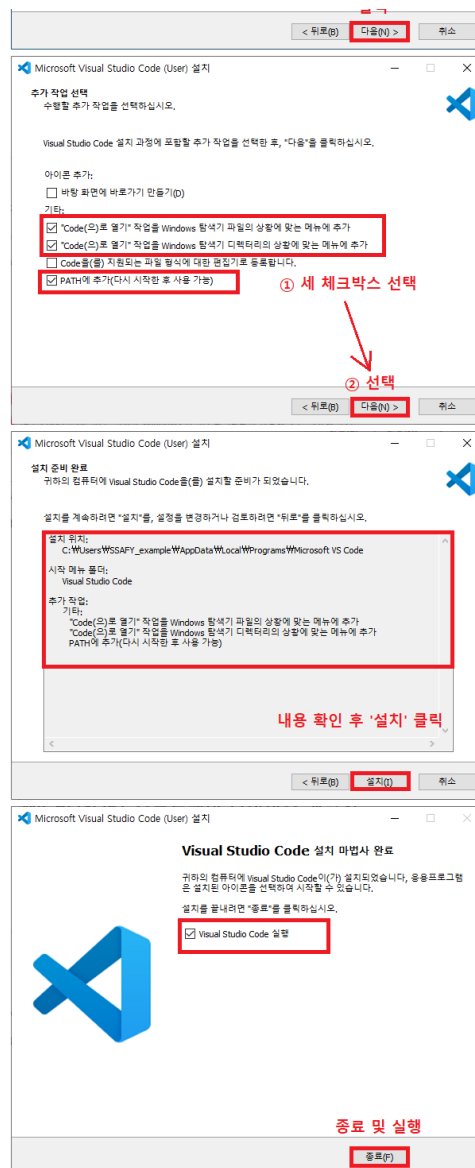 < 뒤로(B) 다음(N) > 취소
Microsoft Visual Studio Code (User) 설치
추가 작업 선택
수행할 추가 작업을 선택하십시오.
Visual Studio Code 설치 과정에 포함할 추가 작업을 선택한 후, "다음"을 클릭하십시오.
아이콘 추가:
바탕 화면에 바로가기 만들기(D)
기타:
"Code(으)로 열기" 작업을 Windows 탐색기 파일의 상황에 맞는 메뉴에 추가
"Code(으)로 열기" 작업을 Windows 탐색기 디렉터리의 상황에 맞는 메뉴에 추가
Code을(를) 지원되는 파일 형식에 대한 편집기로 등록합니다.
PATH에 추가(다시 시작한 후 사용 가능)
① 세 체크박스 선택
② 선택
< 뒤로(B) 다음(N) > 취소
Microsoft Visual Studio Code (User) 설치
설치 준비 완료
귀하의 컴퓨터에 Visual Studio Code을(를) 설치할 준비가 되었습니다.
설치를 계속하려면 "설치"를, 설정을 변경하거나 검토하려면 "뒤로"를 클릭하십시오.
설치 위치:
C:₩Users₩SSAFY_example₩AppData₩Local₩Programs₩Microsoft VS Code
시작 메뉴 폴더:
Visual Studio Code
추가 작업:
기타:
"Code(으)로 열기" 작업을 Windows 탐색기 파일의 상황에 맞는 메뉴에 추가
"Code(으)로 열기" 작업을 Windows 탐색기 디렉터리의 상황에 맞는 메뉴에 추가
PATH에 추가(다시 시작한 후 사용 가능)
내용 확인 후 '설치' 클릭
< 뒤로(B) 설치(I) 취소
Microsoft Visual Studio Code (User) 설치
Visual Studio Code 설치 마법사 완료
귀하의 컴퓨터에 Visual Studio Code이(가) 설치되었습니다, 응용프로그램
은 설치된 아이콘을 선택하여 시작할 수 있습니다.
설치를 끝내려면 "종료"를 클릭하십시오.
Visual Studio Code 실행
종료 및 실행
종료(F)